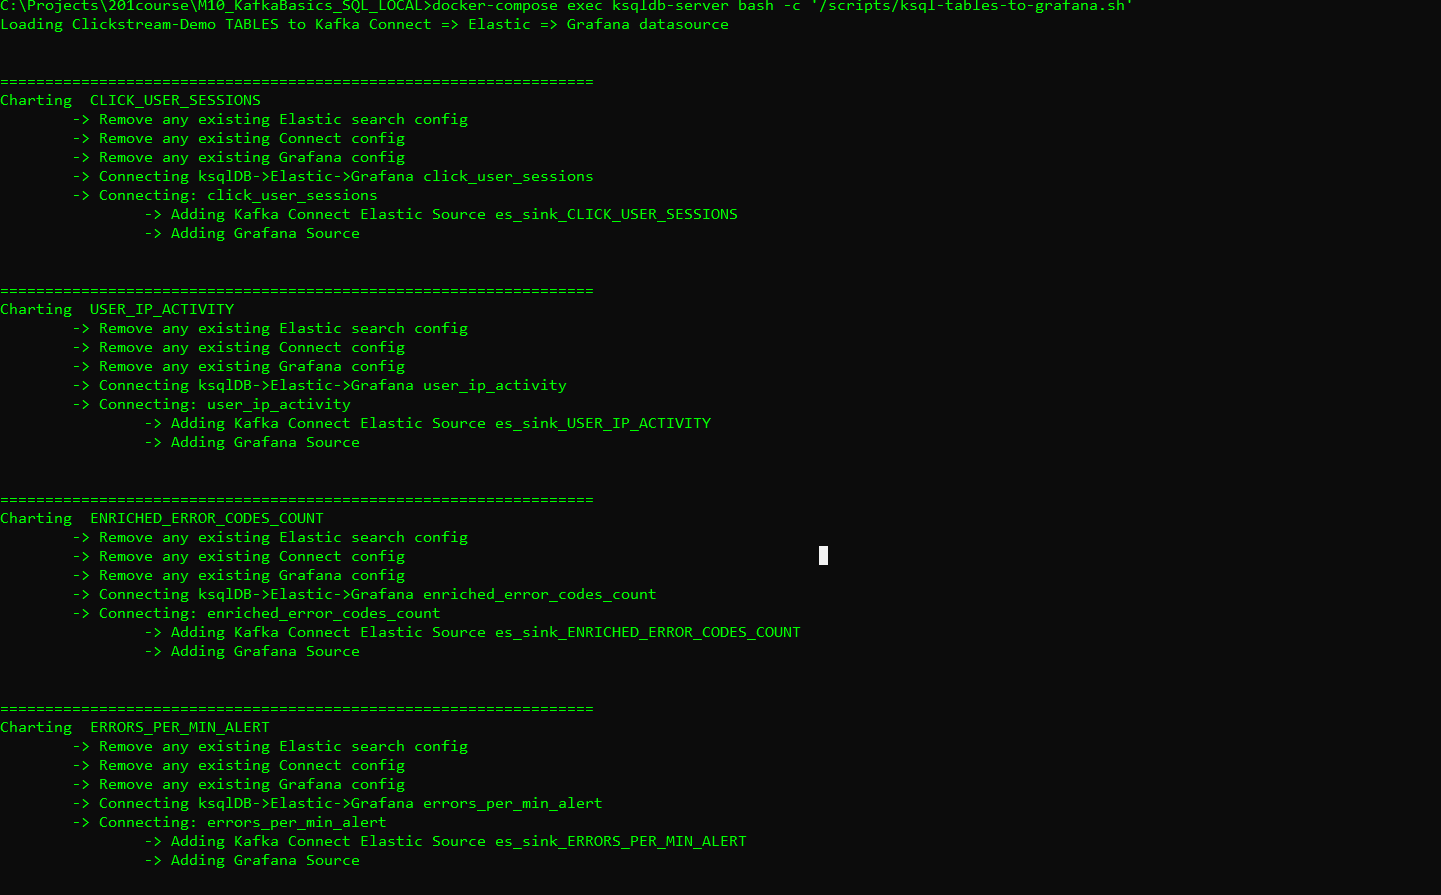 C:\Projects\201course\M10_KafkaBasics_SQL_LOCAL>docker-compose exec ksqldb-server bash -c '/scripts/ksql-tables-to-grafana.sh'
Loading Clickstream-Demo TABLES to Kafka Connect => Elastic => Grafana datasource
==================================================================
Charting  CLICK_USER_SESSIONS
-> Remove any existing Elastic search config
-> Remove any existing Connect config
-> Remove any existing Grafana config
-> Connecting ksqlDB->Elastic->Grafana click_user_sessions
-> Connecting: click_user_sessions
-> Adding Kafka Connect Elastic Source es_sink_CLICK_USER_SESSIONS
-> Adding Grafana Source
==================================================================
Charting  USER_IP_ACTIVITY
-> Remove any existing Elastic search config
-> Remove any existing Connect config
-> Remove any existing Grafana config
-> Connecting ksqlDB->Elastic->Grafana user_ip_activity
-> Connecting: user_ip_activity
-> Adding Kafka Connect Elastic Source es_sink_USER_IP_ACTIVITY
-> Adding Grafana Source
==================================================================
Charting  ENRICHED_ERROR_CODES_COUNT
-> Remove any existing Elastic search config
-> Remove any existing Connect config
-> Remove any existing Grafana config
-> Connecting ksqlDB->Elastic->Grafana enriched_error_codes_count
-> Connecting: enriched_error_codes_count
-> Adding Kafka Connect Elastic Source es_sink_ENRICHED_ERROR_CODES_COUNT
-> Adding Grafana Source
==================================================================
Charting  ERRORS_PER_MIN_ALERT
-> Remove any existing Elastic search config
-> Remove any existing Connect config
-> Remove any existing Grafana config
-> Connecting ksqlDB->Elastic->Grafana errors_per_min_alert
-> Connecting: errors_per_min_alert
-> Adding Kafka Connect Elastic Source es_sink_ERRORS_PER_MIN_ALERT
-> Adding Grafana Source